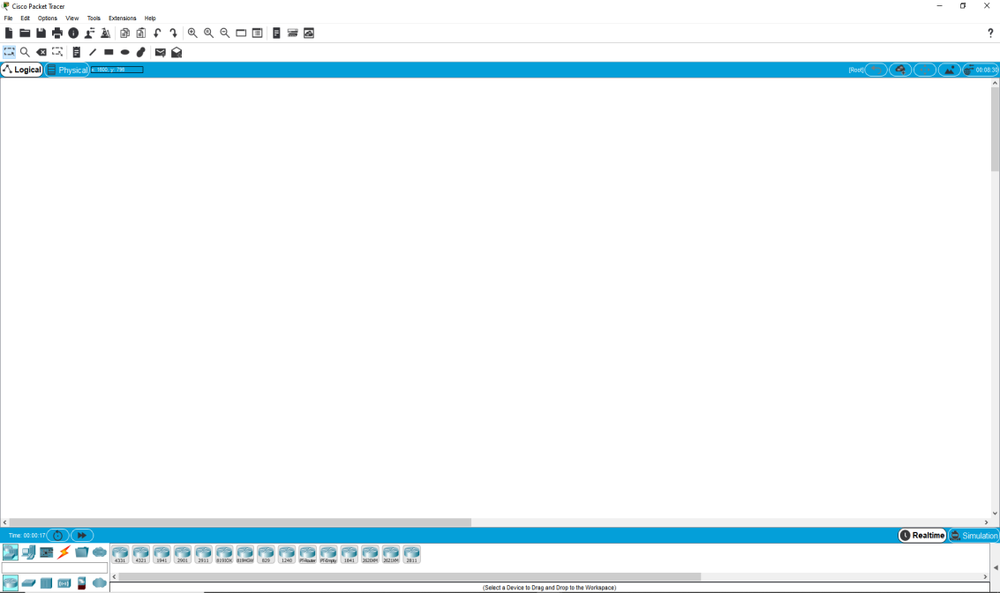 Cisco Packet Tracer
File Edit Options View Tools Extensions Help
?
Logical Physical x: 1600, y: 796 [Root] 00:08:30
Time: 00:00:17 Realtime Simulation
4331 4321 1941 2901 2911 819IOX 819HGW 829 1240 PT-Router PT-Empty 1841 2620XM 2621XM 2811
(Select a Device to Drag and Drop to the Workspace)